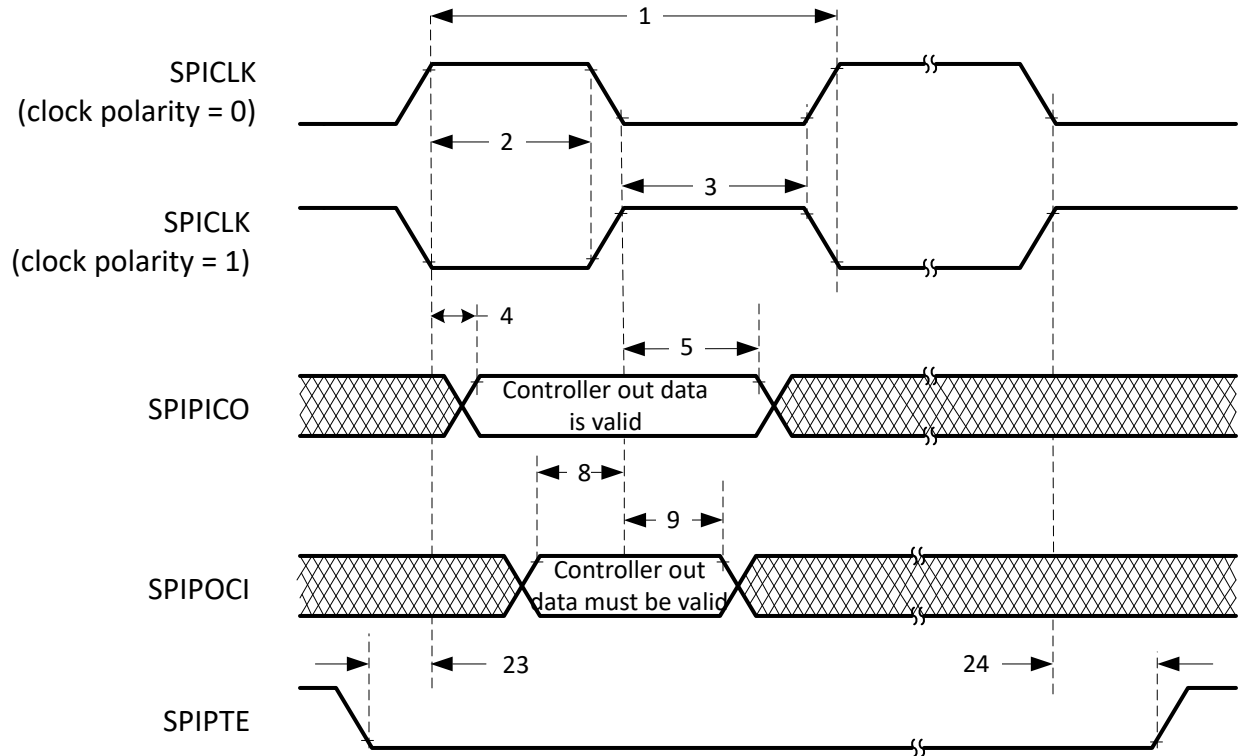 1
SPICLK
(clock polarity = 0)
2
3
SPICLK
(clock polarity = 1)
4
5
SPIPICO
Controller out data
is valid
8
9
SPIPOCI
Controller out
data must be valid
23
24
SPIPTE